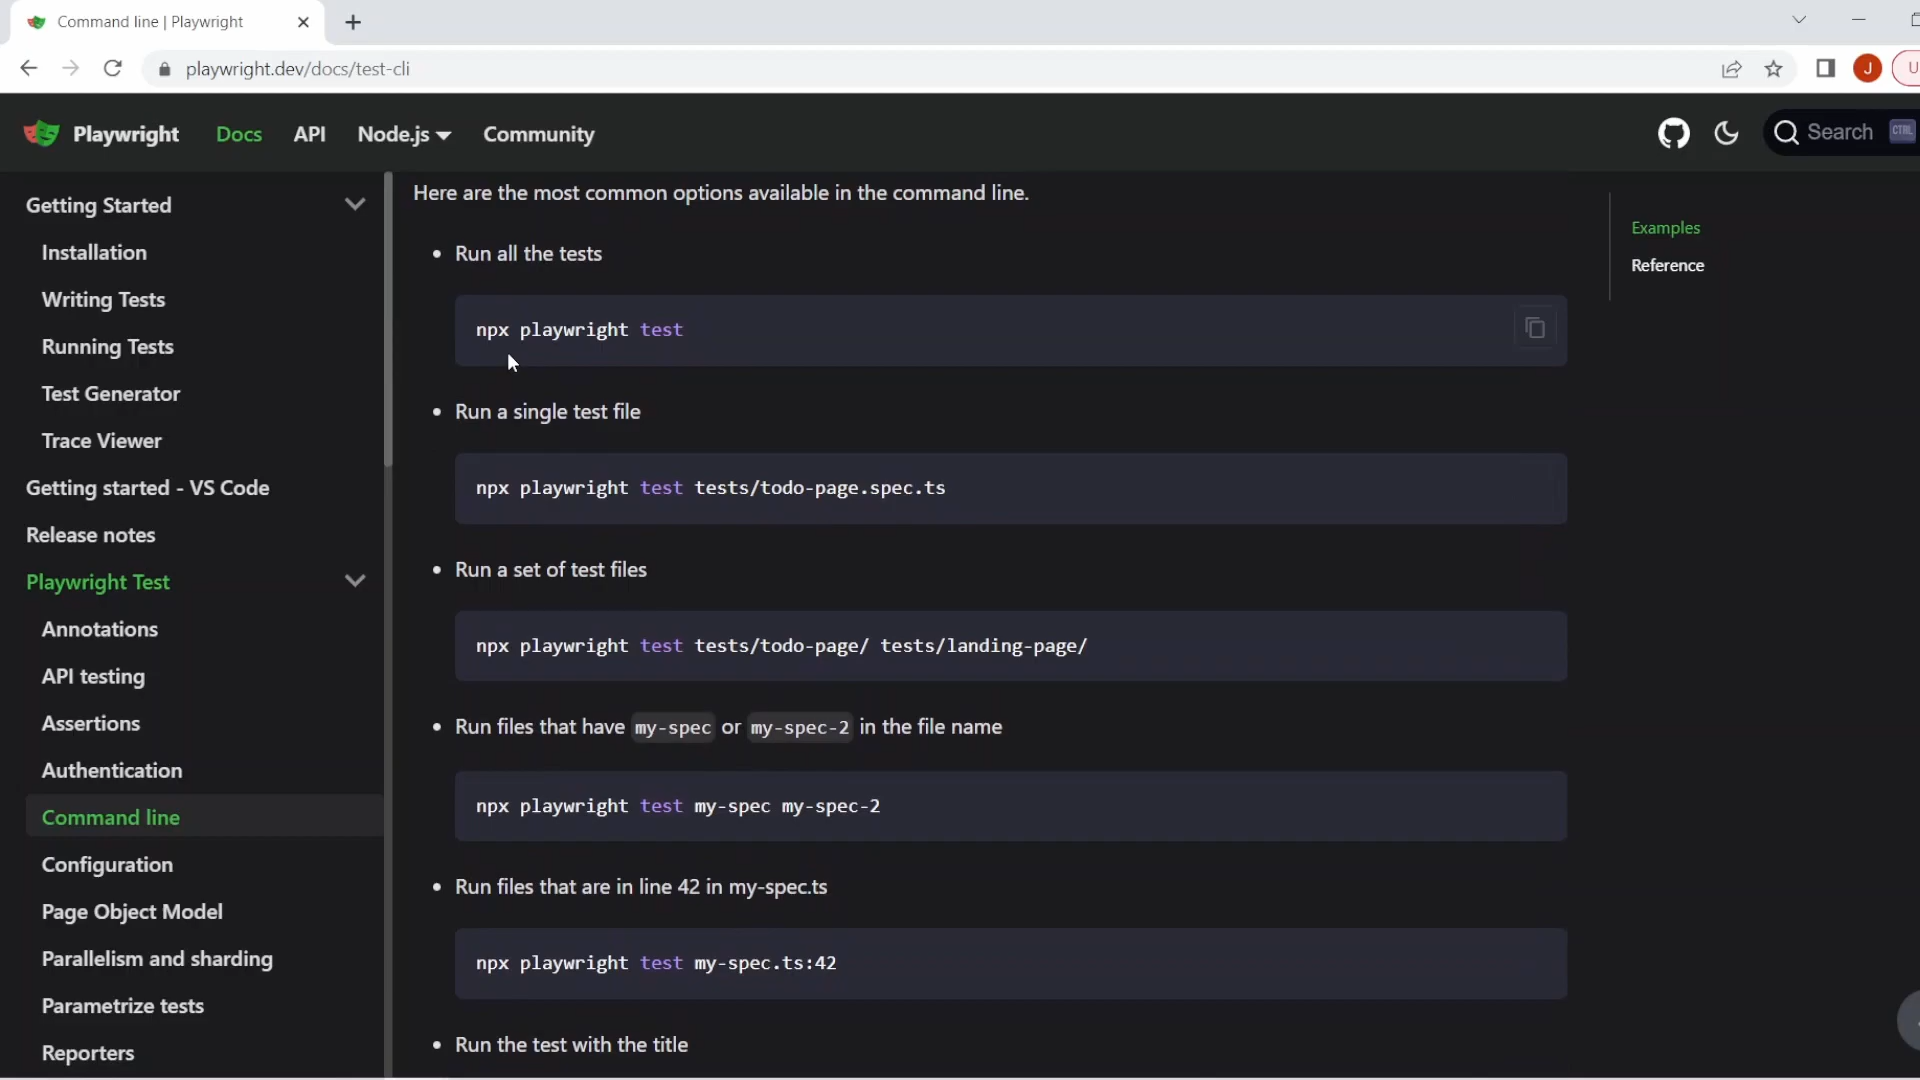 Command line | Playwright
playwright.dev/docs/test-cli
J
U
Playwright
Docs
API
Node.js
Community
Search
CTRL
Getting Started
Installation
Writing Tests
Running Tests
Test Generator
Trace Viewer
Getting started - VS Code
Release notes
Playwright Test
Annotations
API testing
Assertions
Authentication
Command line
Configuration
Page Object Model
Parallelism and sharding
Parametrize tests
Reporters
Here are the most common options available in the command line.
• Run all the tests
npx playwright test
• Run a single test file
npx playwright test tests/todo-page.spec.ts
• Run a set of test files
npx playwright test tests/todo-page/ tests/landing-page/
• Run files that have my-spec or my-spec-2 in the file name
npx playwright test my-spec my-spec-2
• Run files that are in line 42 in my-spec.ts
npx playwright test my-spec.ts:42
• Run the test with the title
Examples
Reference